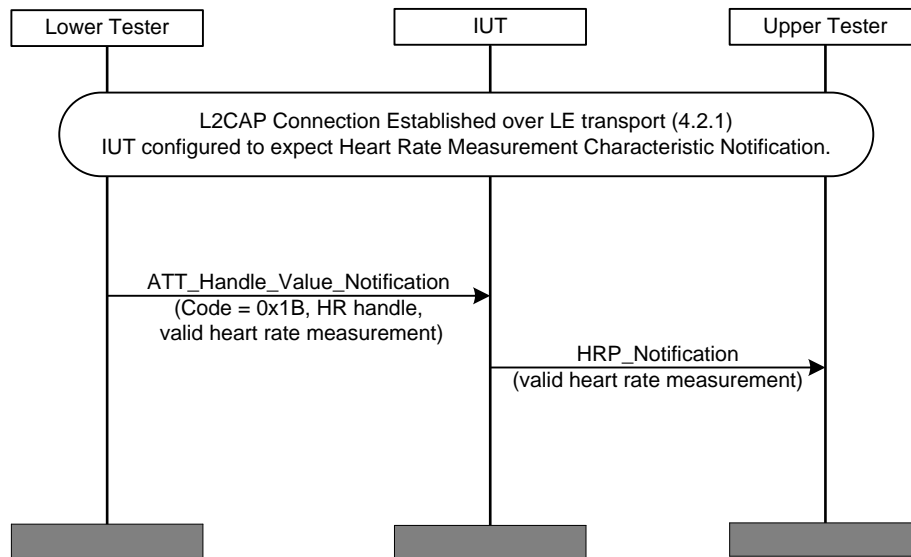 Lower Tester
IUT
Upper Tester
L2CAP Connection Established over LE transport (4.2.1)
IUT configured to expect Heart Rate Measurement Characteristic Notification.
ATT_Handle_Value_Notification
(Code = 0x1B, HR handle,
valid heart rate measurement)
HRP_Notification
(valid heart rate measurement)